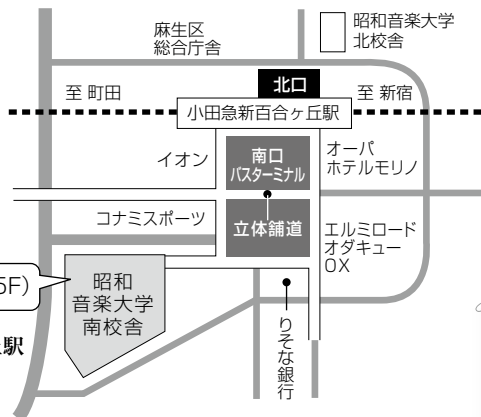 麻生区
総合庁舎
昭和音楽大学
北校舎
北口
至 町田
至 新宿
小田急新百合ヶ丘駅
イオン
南口
バスターミナル
オーパ
ホテルモリノ
コナミスポーツ
立体舗道
エルミロード
オダキュー
OX
5F)
昭和
音楽大学
南校舎
駅
りそな銀行